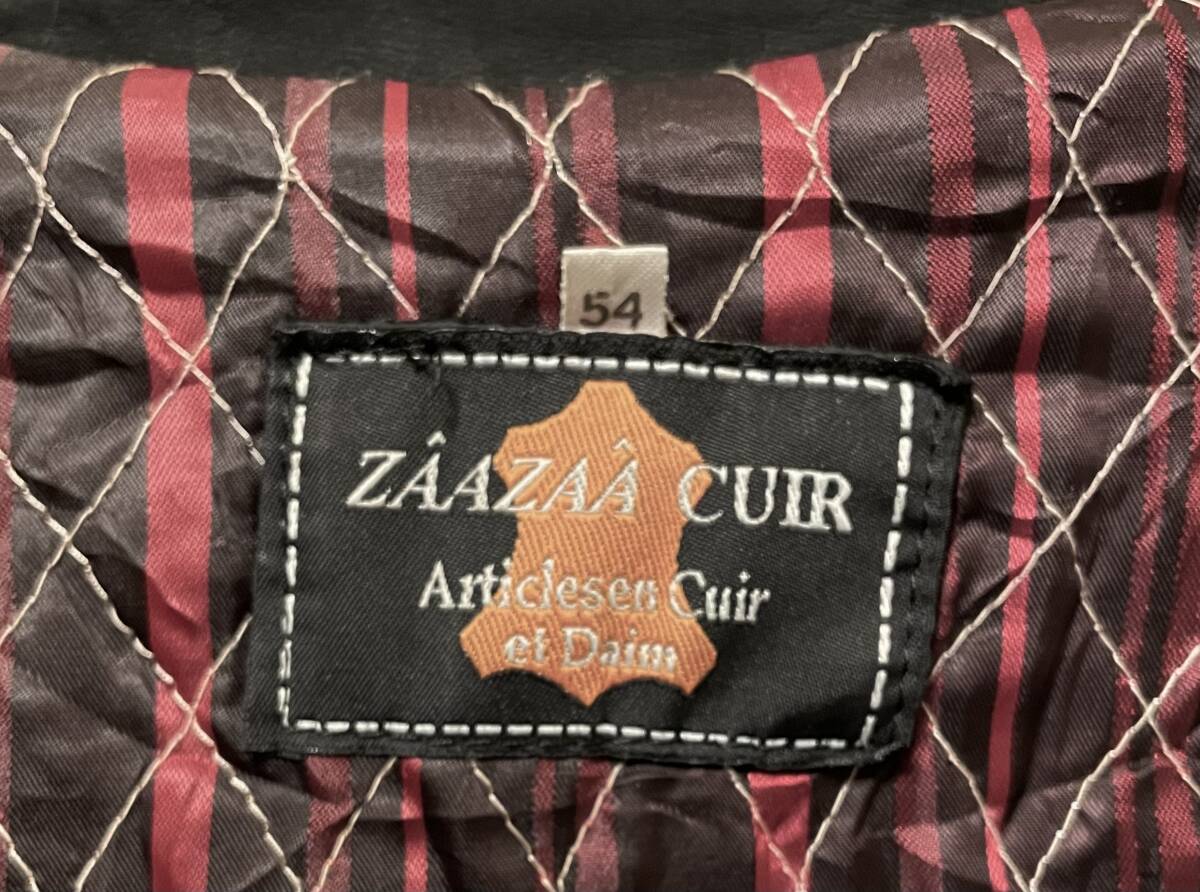 54
ZÂAZAÂ CUIR
Articlesen Cuir
et Daim